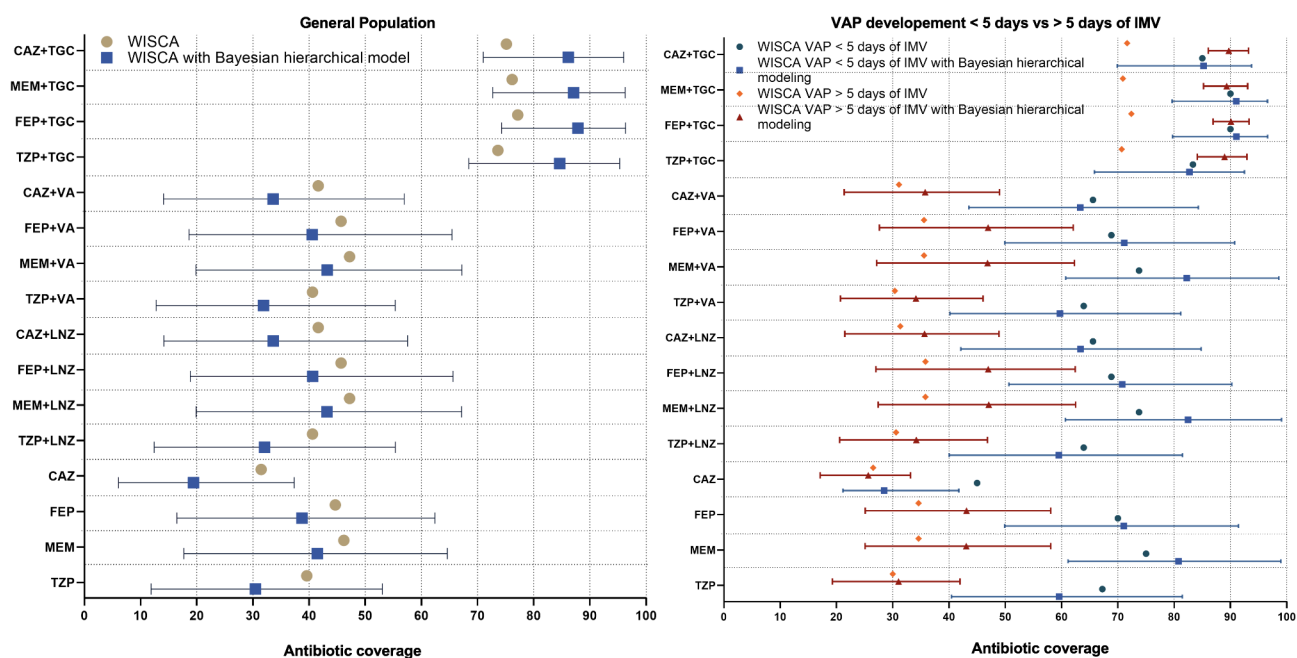 General Population
WISCA
WISCA with Bayesian hierarchical model
CAZ+TGC
MEM+TGC
FEP+TGC
TZP+TGC
CAZ+VA
FEP+VA
MEM+VA
TZP+VA
CAZ+LNZ
FEP+LNZ
MEM+LNZ
TZP+LNZ
CAZ
FEP
MEM
TZP
0 10 20 30 40 50 60 70 80 90 100
Antibiotic coverage
VAP developement < 5 days vs > 5 days of IMV
WISCA VAP < 5 days of IMV
WISCA VAP < 5 days of IMV with Bayesian hierarchical
modeling
WISCA VAP > 5 days of IMV
WISCA VAP > 5 days of IMV with Bayesian hierarchical
modeling
CAZ+TGC
MEM+TGC
FEP+TGC
TZP+TGC
CAZ+VA
FEP+VA
MEM+VA
TZP+VA
CAZ+LNZ
FEP+LNZ
MEM+LNZ
TZP+LNZ
CAZ
FEP
MEM
TZP
0 10 20 30 40 50 60 70 80 90 100
Antibiotic coverage